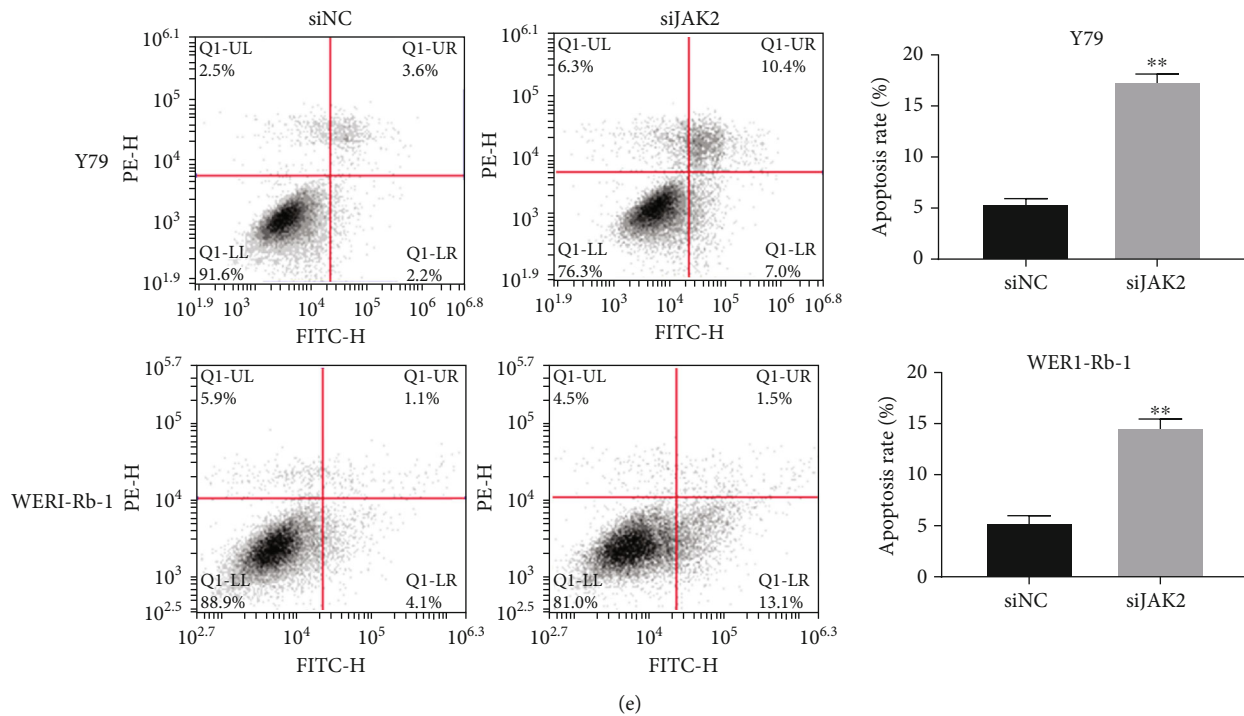 siNC
10^6.1
Q1-UL
Q1-UR
2.5%
3.6%
10^5
10^4
PE-H
10^3
Q1-LL
Q1-LR
91.6%
2.2%
10^1.9
10^1.9 10^3 10^4 10^5 10^6 10^6.8
FITC-H
Y79
siJAK2
10^6.1
Q1-UL
Q1-UR
6.3%
10.4%
10^5
10^4
PE-H
10^3
Q1-LL
Q1-LR
76.3%
7.0%
10^1.9
10^1.9 10^3 10^4 10^5 10^6 10^6.8
FITC-H
Y79
**
20
15
10
5
0
Apoptosis rate (%)
siNC siJAK2
WERI-Rb-1
10^5.7
Q1-UL
Q1-UR
5.9%
1.1%
10^5
10^4
PE-H
10^3
Q1-LL
Q1-LR
88.9%
4.1%
10^2.5
10^2.7 10^4 10^5 10^6.3
FITC-H
10^5.7
Q1-UL
Q1-UR
4.5%
1.5%
10^5
10^4
PE-H
10^3
Q1-LL
Q1-LR
81.0%
13.1%
10^2.5
10^2.7 10^4 10^5 10^6.3
FITC-H
WER1-Rb-1
**
20
15
10
5
0
Apoptosis rate (%)
siNC siJAK2
(e)